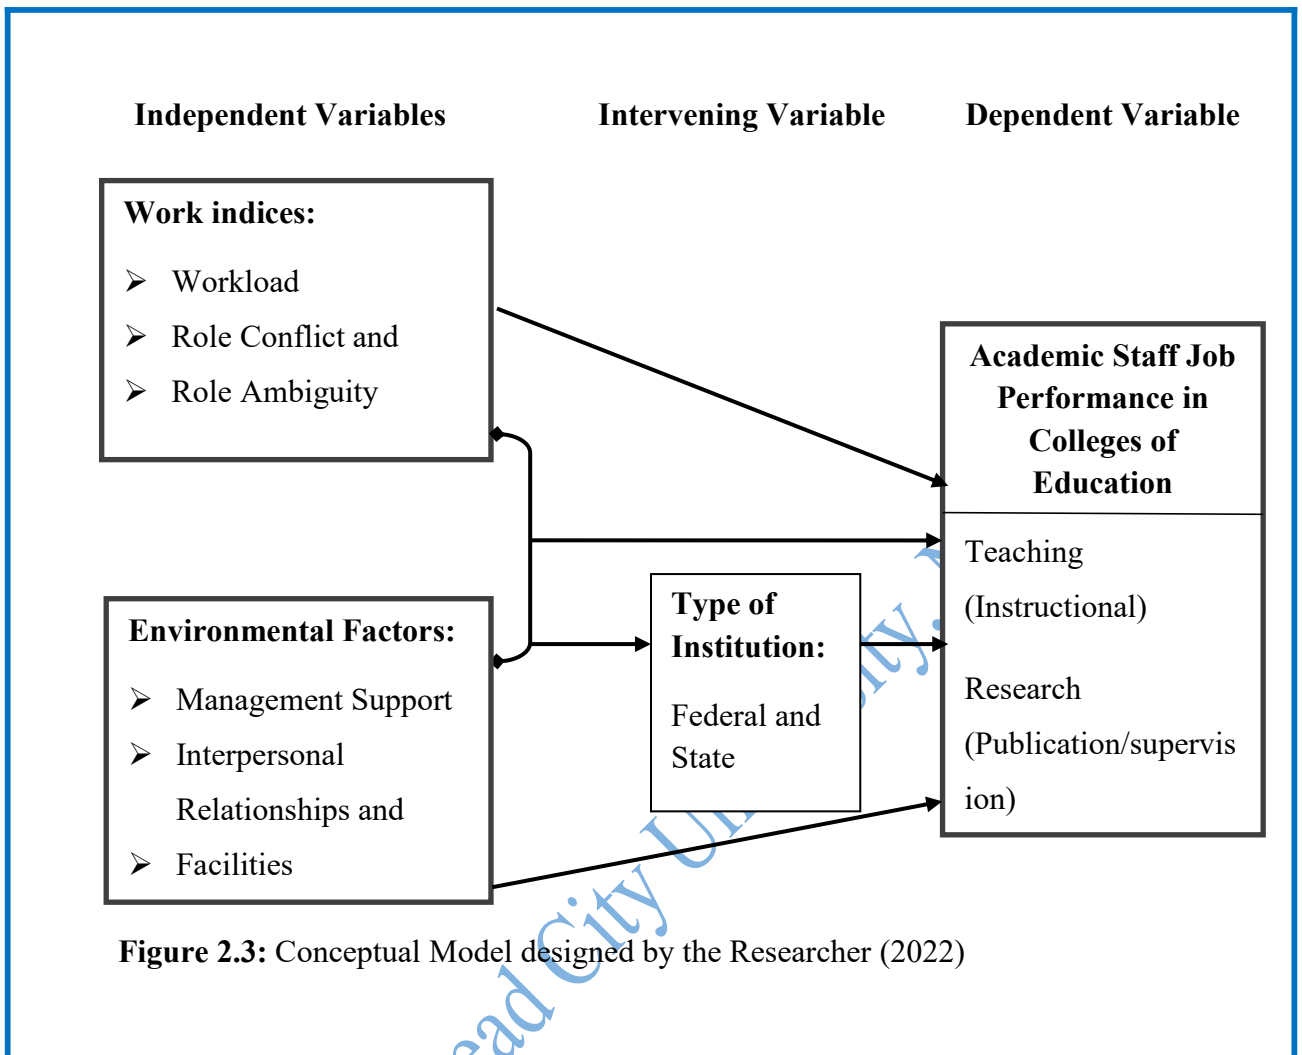 Independent Variables
Intervening Variable
Dependent Variable
Work indices:
➢ Workload
➢ Role Conflict and
➢ Role Ambiguity
Academic Staff Job
Performance in
Colleges of
Education
Teaching
(Instructional)
Research
(Publication/supervis
ion)
Type of
Institution:
Federal and
State
Environmental Factors:
➢ Management Support
➢ Interpersonal
Relationships and
➢ Facilities
Figure 2.3: Conceptual Model designed by the Researcher (2022)
City